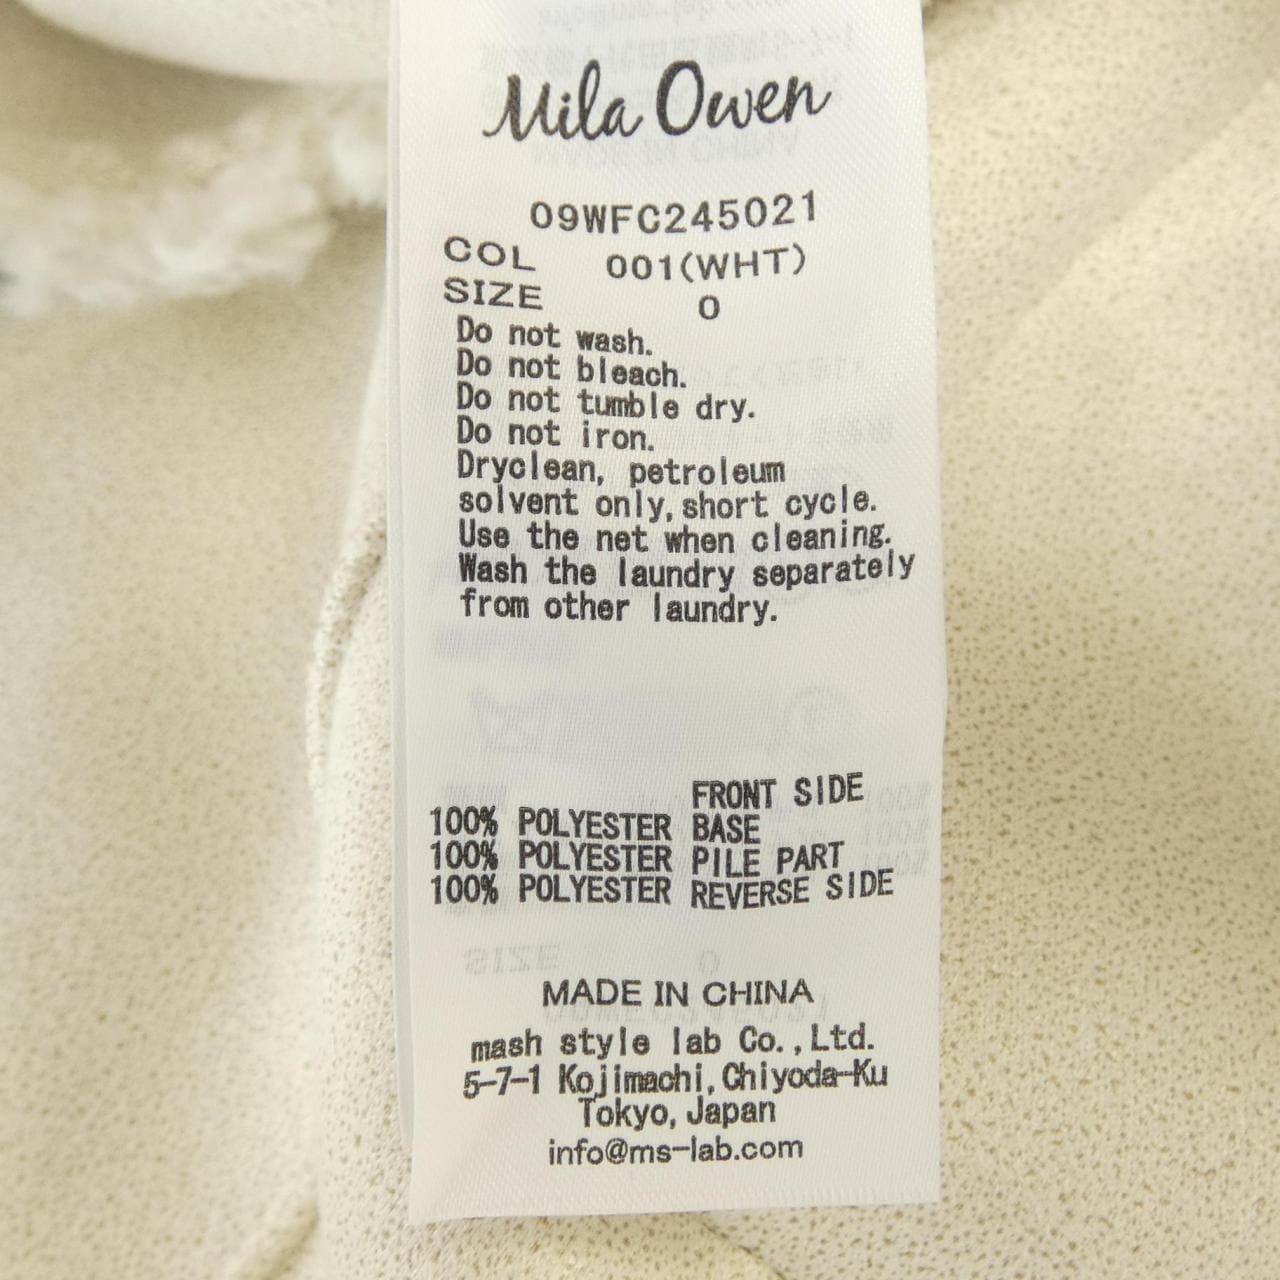 Mila Owen
09WFC245021
COL 001(WHT)
SIZE 0
Do not wash.
Do not bleach.
Do not tumble dry.
Do not iron.
Dryclean, petroleum
solvent only,short cycle.
Use the net when cleaning.
Wash the laundry separately
from other laundry.
FRONT SIDE
100% POLYESTER BASE
100% POLYESTER PILE PART
100% POLYESTER REVERSE SIDE
MADE IN CHINA
mash style lab Co.,Ltd.
5-7-1 Kojimachi,Chiyoda-Ku
Tokyo,Japan
info@ms-lab.com